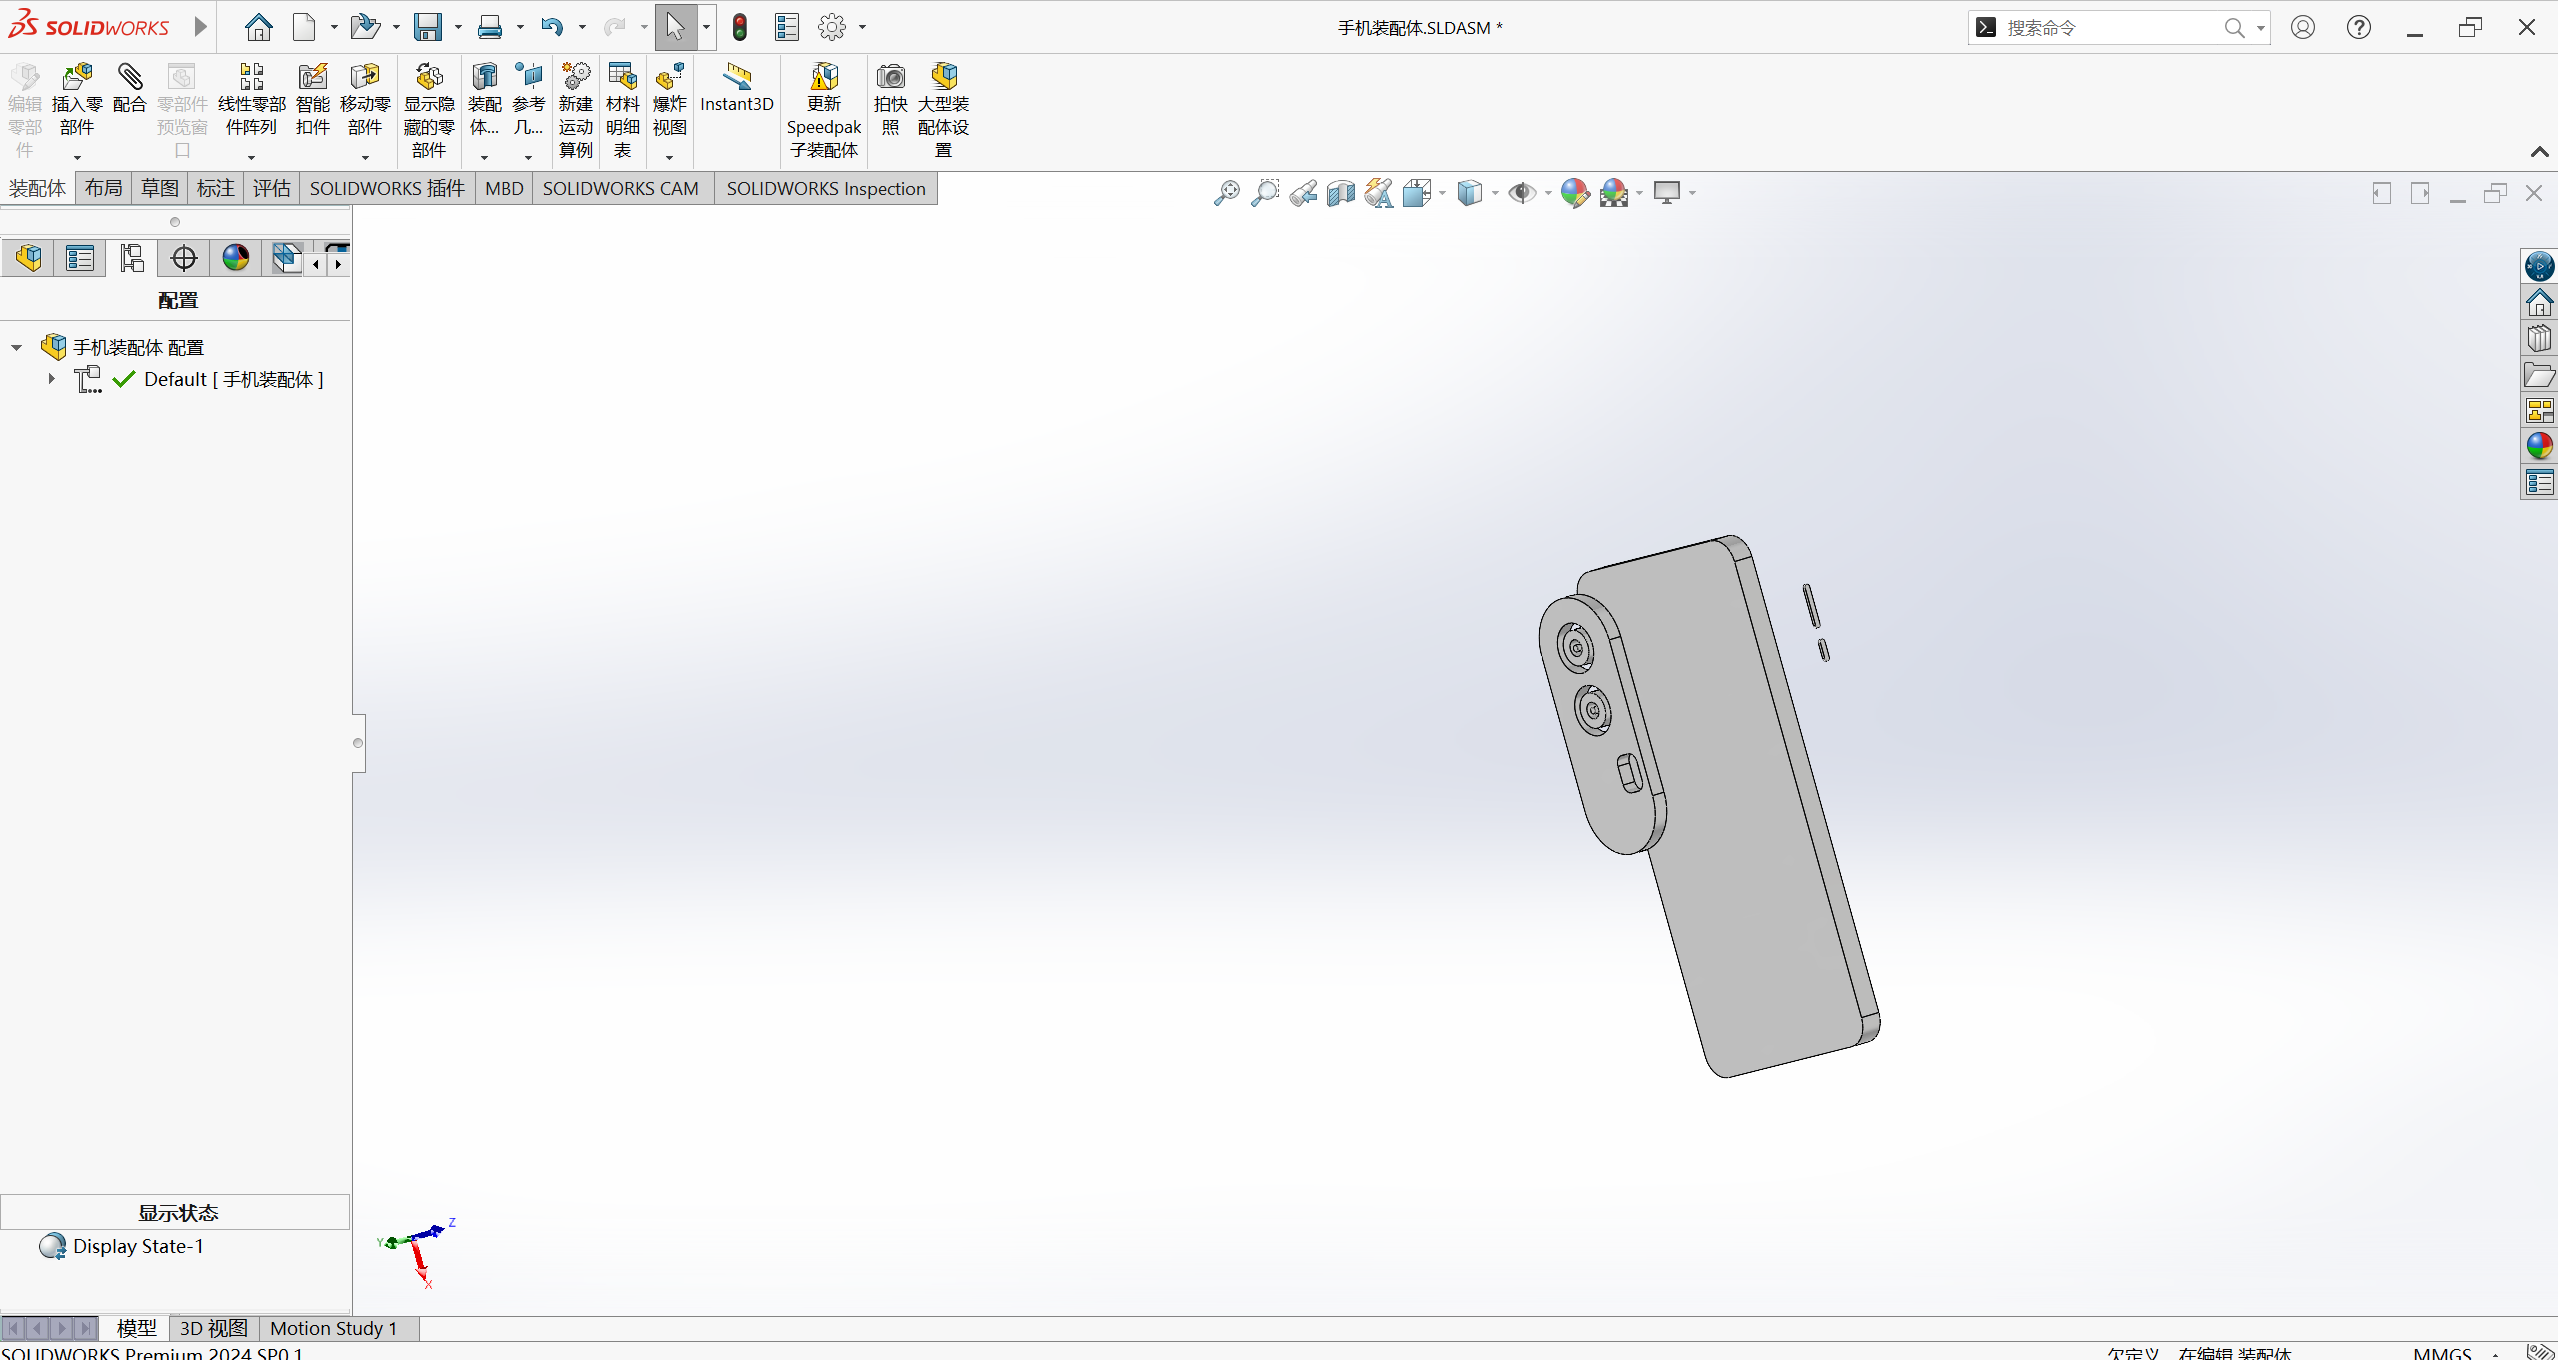 SOLIDWORKS
手机装配体.SLDASM *
搜索命令
编辑零部件
插入零部件
配合
零部件预览窗口
线性零部件阵列
智能扣件
移动零部件
显示隐藏的零部件
装配体...
参考几...
新建运动算例
材料明细表
爆炸视图
Instant3D
更新Speedpak子装配体
拍快照
大型装配体设置
装配体
布局
草图
标注
评估
SOLIDWORKS 插件
MBD
SOLIDWORKS CAM
SOLIDWORKS Inspection
配置
手机装配体 配置
Default [ 手机装配体 ]
显示状态
Display State-1
Y
Z
X
模型
3D 视图
Motion Study 1
SOLIDWORKS Premium 2024 SP0.1
欠定义
在编辑 装配体
MMGS